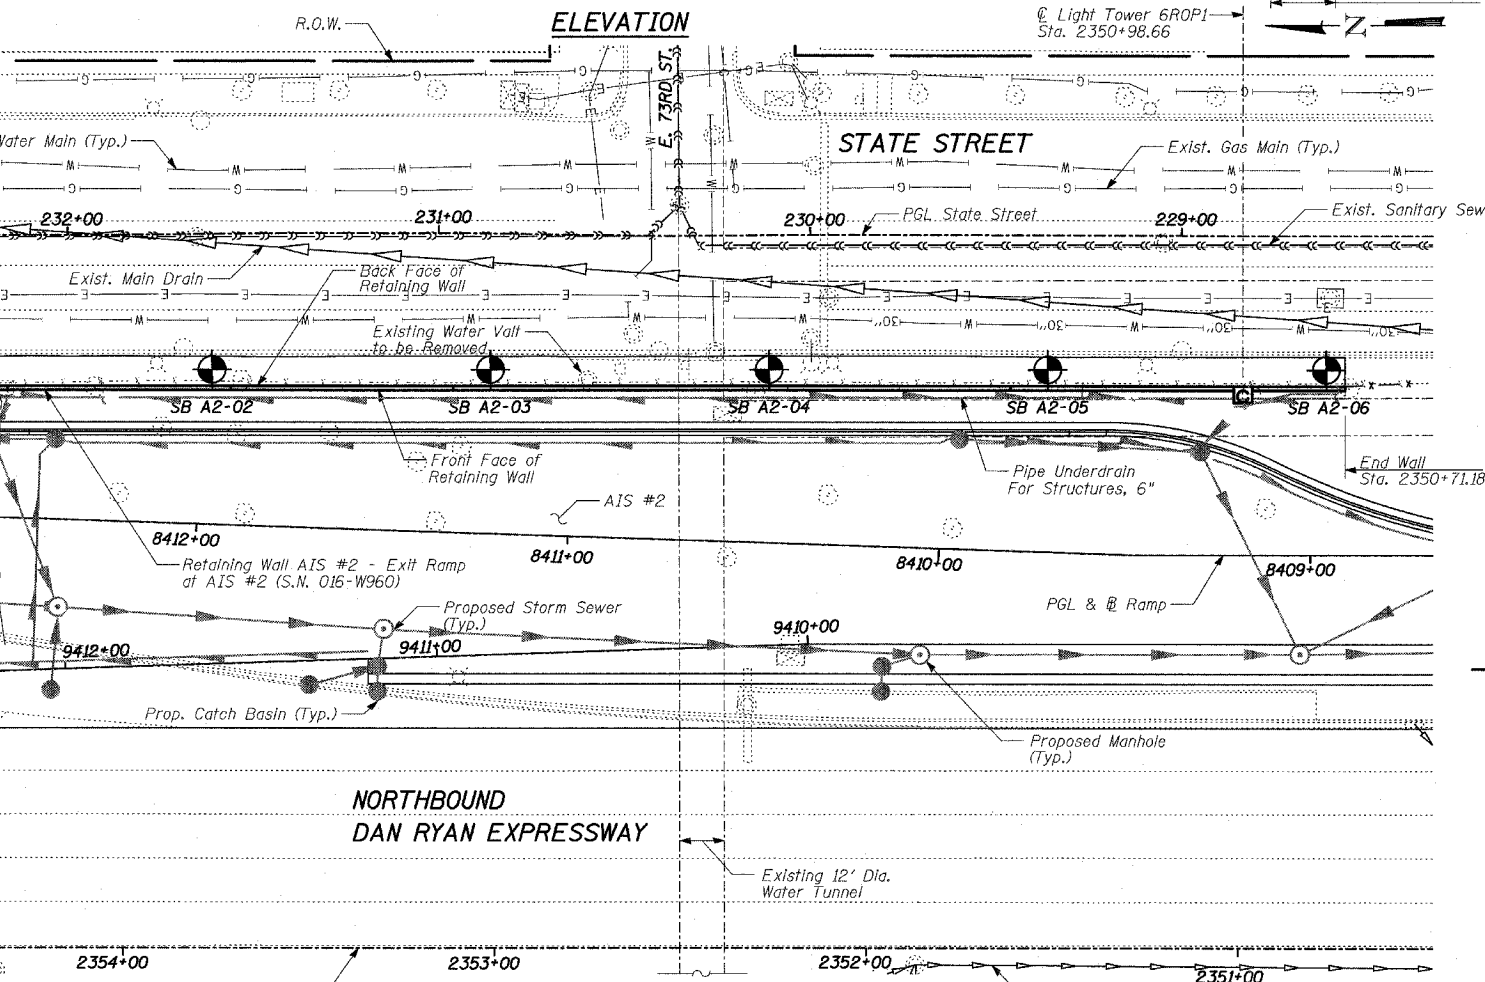 ELEVATION
R.O.W.
℄ Light Tower 6ROP1
Sta. 2350+98.66
Z
E. 73RD ST.
STATE STREET
Water Main (Typ.)
Exist. Gas Main (Typ.)
232+00
231+00
230+00
PGL State Street
229+00
Exist. Sanitary Sew
Exist. Main Drain
Back Face of
Retaining Wall
Existing Water Valt
to be Removed
30"
30"
30"
30"
SB A2-02
SB A2-03
SB A2-04
SB A2-05
C
SB A2-06
Front Face of
Retaining Wall
Pipe Underdrain
For Structures, 6"
End Wall
Sta. 2350+71.18
AIS #2
8412+00
8411+00
8410+00
8409+00
Retaining Wall AIS #2 - Exit Ramp
at AIS #2 (S.N. 016-W960)
Proposed Storm Sewer
(Typ.)
PGL & ℄ Ramp
9412+00
9411+00
9410+00
Prop. Catch Basin (Typ.)
Proposed Manhole
(Typ.)
NORTHBOUND
DAN RYAN EXPRESSWAY
Existing 12' Dia.
Water Tunnel
2354+00
2353+00
2352+00
2351+00